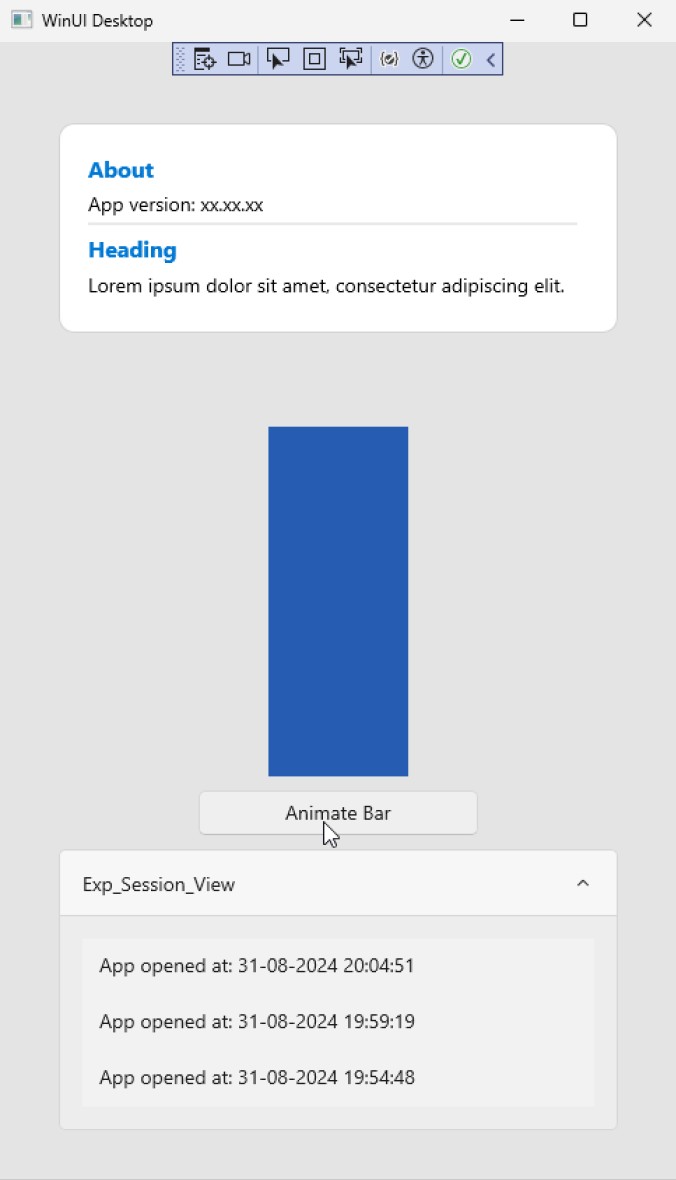 WinUI Desktop
About
App version: xx.xx.xx
Heading
Lorem ipsum dolor sit amet, consectetur adipiscing elit.
Animate Bar
Exp_Session_View
App opened at: 31-08-2024 20:04:51
App opened at: 31-08-2024 19:59:19
App opened at: 31-08-2024 19:54:48